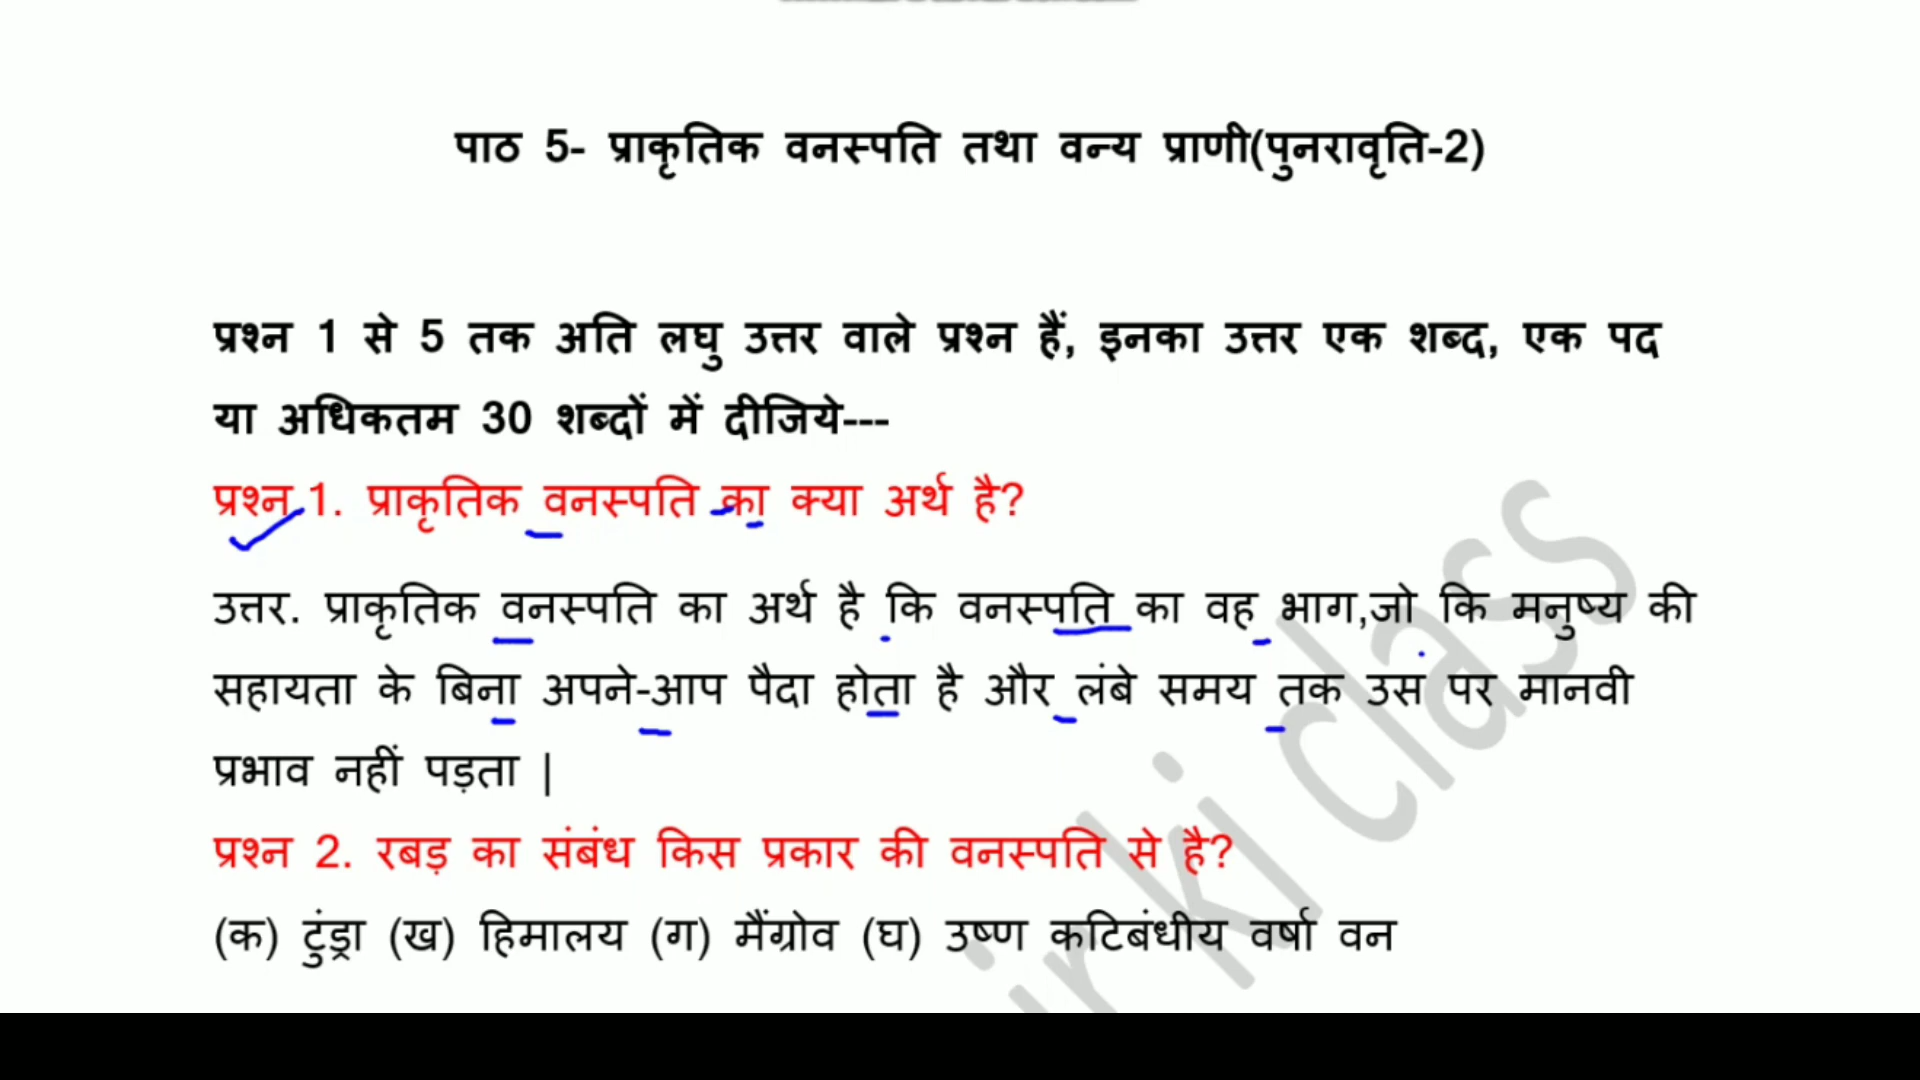 पाठ 5- प्राकृतिक वनस्पति तथा वन्य प्राणी(पुनरावृति-2)
प्रश्न 1 से 5 तक अति लघु उत्तर वाले प्रश्न हैं, इनका उत्तर एक शब्द, एक पद
या अधिकतम 30 शब्दों में दीजिये---
प्रश्न 1. प्राकृतिक वनस्पति का क्या अर्थ है?
उत्तर. प्राकृतिक वनस्पति का अर्थ है कि वनस्पति का वह भाग,जो कि मनुष्य की
सहायता के बिना अपने-आप पैदा होता है और लंबे समय तक उस पर मानवी
प्रभाव नहीं पड़ता |
प्रश्न 2. रबड़ का संबंध किस प्रकार की वनस्पति से है?
(क) टुंड्रा (ख) हिमालय (ग) मैंग्रोव (घ) उष्ण कटिबंधीय वर्षा वन
ki class